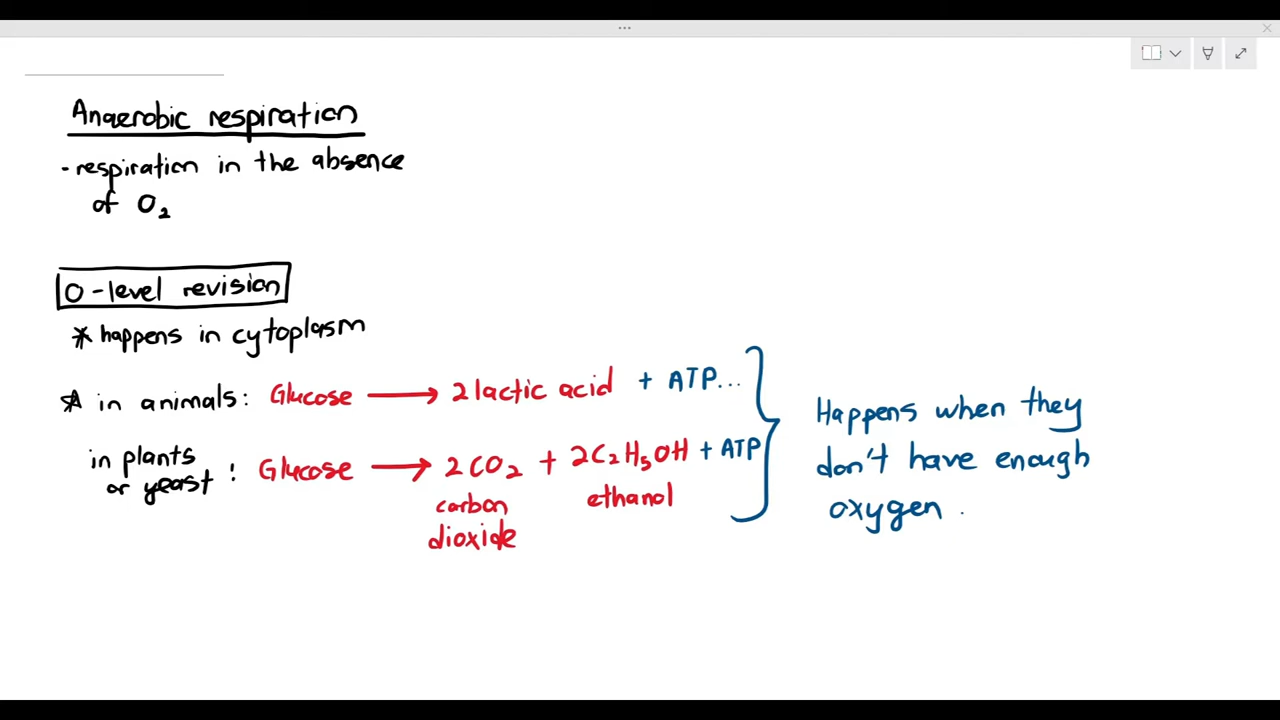 Anaerobic respiration
- respiration in the absence
of O₂
O-level revision
* happens in cytoplasm
* in animals: Glucose ⟶ 2 lactic acid + ATP...
in plants
or yeast : Glucose ⟶ 2CO₂ + 2C₂H₅OH + ATP
carbon
dioxide
ethanol
Happens when they
don't have enough
oxygen .